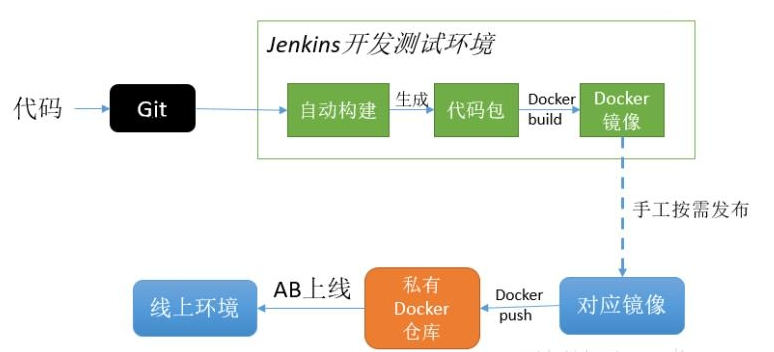 Jenkins开发测试环境
代码
Git
自动构建
生成
代码包
Docker
build
Docker
镜像
手工按需发布
线上环境
AB上线
私有
Docker
仓库
Docker
push
对应镜像